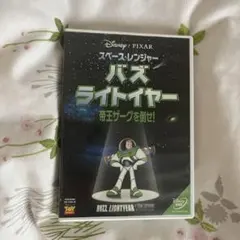 Disney / PIXAR
スペース・レンジャー
バズ
ライトイヤー
帝王ザーグを倒せ!
BUZZ LIGHTYEAR
DVD